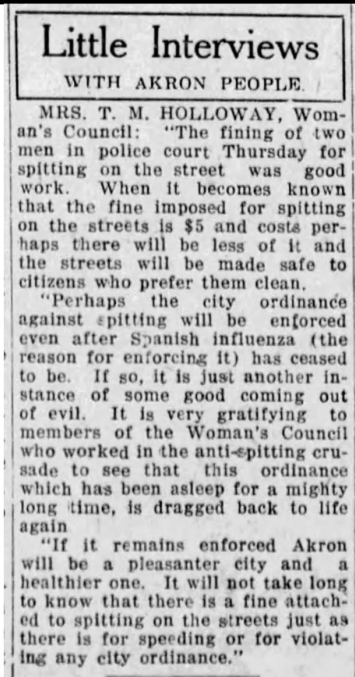 Little Interviews
WITH AKRON PEOPLE.
MRS. T. M. HOLLOWAY, Wom-
an's Council: "The fining of two
men in police court Thursday for
spitting on the street was good
work. When it becomes known
that the fine imposed for spitting
on the streets is $5 and costs per-
haps there will be less of it and
the streets will be made safe to
citizens who prefer them clean.
"Perhaps the city ordinance
against spitting will be enforced
even after Spanish influenza (the
reason for enforcing it) has ceased
to be. If so, it is just another in-
stance of some good coming out
of evil. It is very gratifying to
members of the Woman's Council
who worked in the anti-spitting cru-
sade to see that this ordinance
which has been asleep for a mighty
long time, is dragged back to life
again
"If it remains enforced Akron
will be a pleasanter city and a
healthier one. It will not take long
to know that there is a fine attach-
ed to spitting on the streets just as
there is for speeding or for violat-
ing any city ordinance."